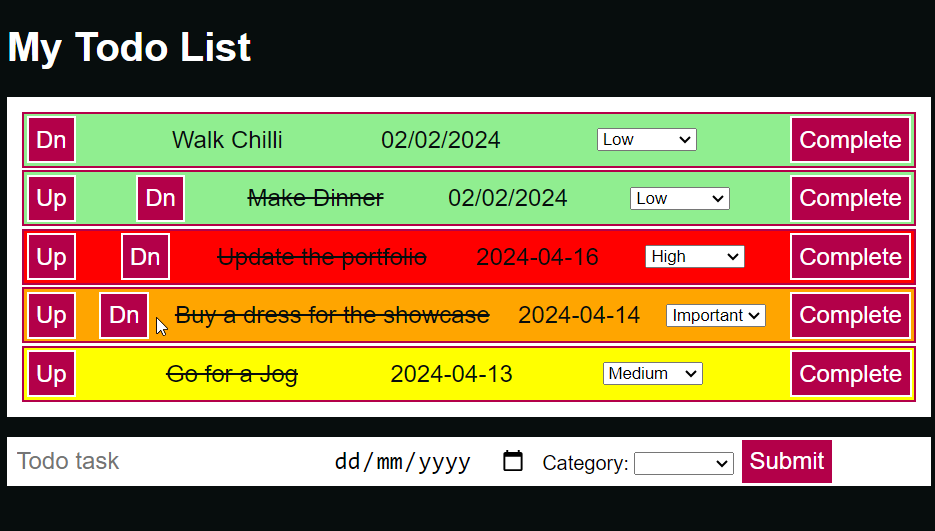 My Todo List
Dn Walk Chilli 02/02/2024 Low Complete
Up Dn Make Dinner 02/02/2024 Low Complete
Up Dn Update the portfolio 2024-04-16 High Complete
Up Dn Buy a dress for the showcase 2024-04-14 Important Complete
Up Go for a Jog 2024-04-13 Medium Complete
Todo task dd/mm/yyyy Category: Submit